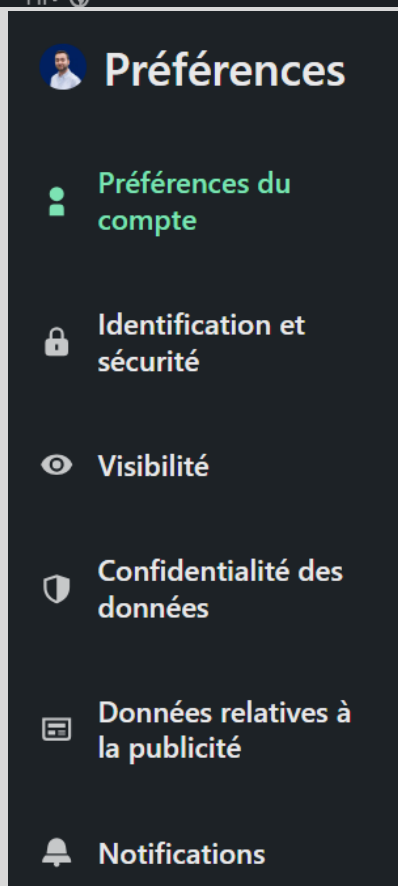 Préférences
Préférences du
compte
Identification et
sécurité
Visibilité
Confidentialité des
données
Données relatives à
la publicité
Notifications